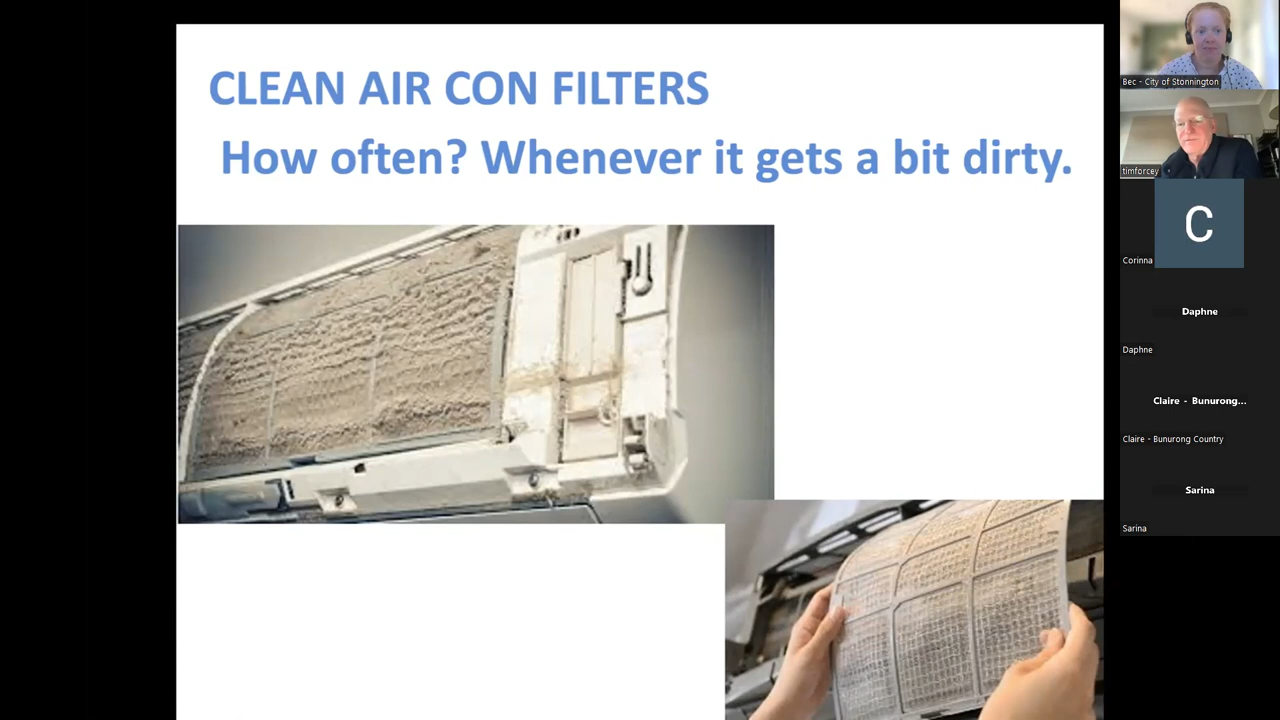 CLEAN AIR CON FILTERS
How often? Whenever it gets a bit dirty.
Bec - City of Stonnington
timforcey
C
Corinna
Daphne
Daphne
Claire - Bunurong...
Claire - Bunurong Country
Sarina
Sarina